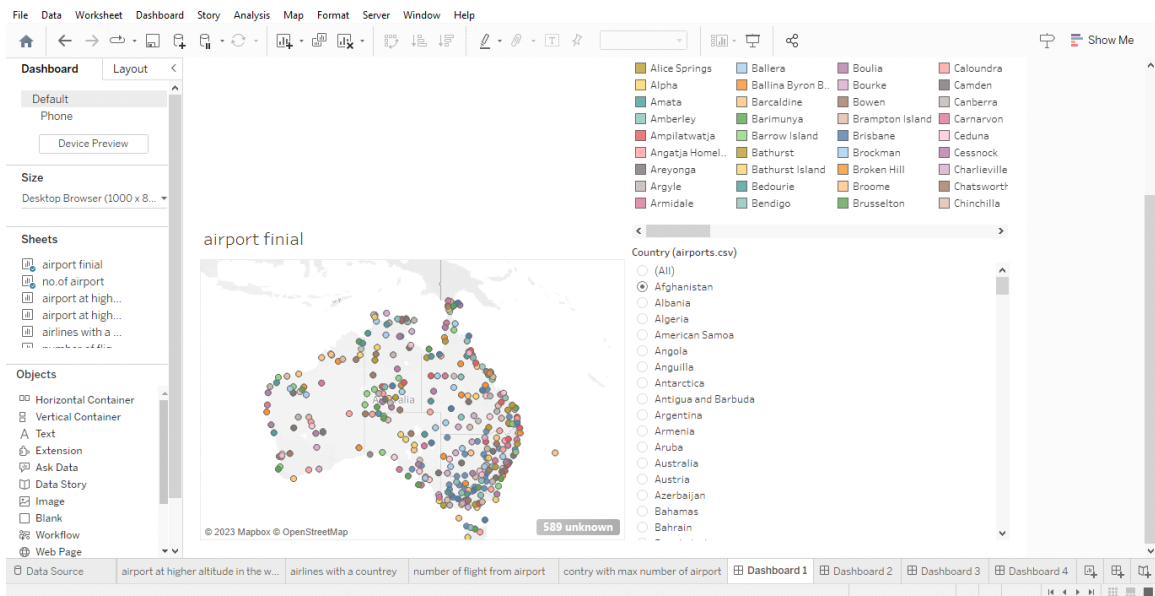 File Data Worksheet Dashboard Story Analysis Map Format Server Window Help
Show Me
Dashboard Layout
Default
Phone
Device Preview
Size
Desktop Browser (1000 x 8...
Sheets
airport finial
no.of airport
airport at high...
airport at high...
airlines with a ...
Objects
Horizontal Container
Vertical Container
Text
Extension
Ask Data
Data Story
Image
Blank
Workflow
Web Page
Alice Springs Ballera Boulia Caloundra
Alpha Ballina Byron B.. Bourke Camden
Amata Barcaldine Bowen Canberra
Amberley Barimunya Brampton Island Carnarvon
Ampilatwatja Barrow Island Brisbane Ceduna
Angatja Homel.. Bathurst Brockman Cessnock
Areyonga Bathurst Island Broken Hill Charlieville
Argyle Bedourie Broome Chatsworth
Armidale Bendigo Brusselton Chinchilla
airport finial
Australia
© 2023 Mapbox © OpenStreetMap
589 unknown
Country (airports.csv)
(All)
Afghanistan
Albania
Algeria
American Samoa
Angola
Anguilla
Antarctica
Antigua and Barbuda
Argentina
Armenia
Aruba
Australia
Austria
Azerbaijan
Bahamas
Bahrain
Data Source airport at higher altitude in the w... airlines with a countrey number of flight from airport contry with max number of airport Dashboard 1 Dashboard 2 Dashboard 3 Dashboard 4